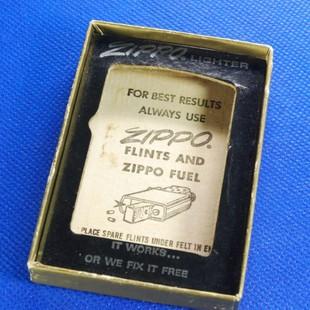 ZIPPO LIGHTER
FOR BEST RESULTS
ALWAYS USE
ZIPPO.
FLINTS AND
ZIPPO FUEL
PLACE SPARE FLINTS UNDER FELT IN EN
IT WORKS...
OR WE FIX IT FREE